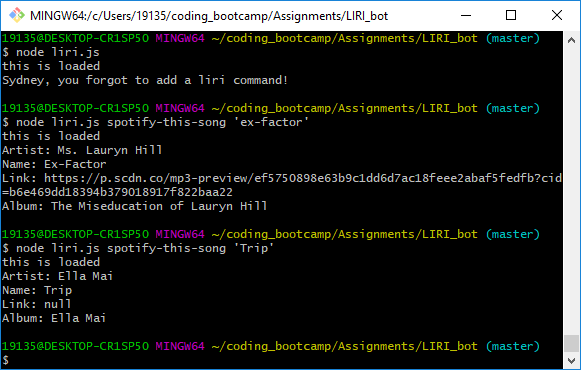 MINGW64:/c/Users/19135/coding_bootcamp/Assignments/LIRI_bot
19135@DESKTOP-CR1SP50 MINGW64 ~/coding_bootcamp/Assignments/LIRI_bot (master)
$ node liri.js
this is loaded
Sydney, you forgot to add a liri command!
19135@DESKTOP-CR1SP50 MINGW64 ~/coding_bootcamp/Assignments/LIRI_bot (master)
$ node liri.js spotify-this-song 'ex-factor'
this is loaded
Artist: Ms. Lauryn Hill
Name: Ex-Factor
Link: https://p.scdn.co/mp3-preview/ef5750898e63b9c1dd6d7ac18feee2abaf5fedfb?cid
=b6e469dd18394b379018917f822baa22
Album: The Miseducation of Lauryn Hill
19135@DESKTOP-CR1SP50 MINGW64 ~/coding_bootcamp/Assignments/LIRI_bot (master)
$ node liri.js spotify-this-song 'Trip'
this is loaded
Artist: Ella Mai
Name: Trip
Link: null
Album: Ella Mai
19135@DESKTOP-CR1SP50 MINGW64 ~/coding_bootcamp/Assignments/LIRI_bot (master)
$